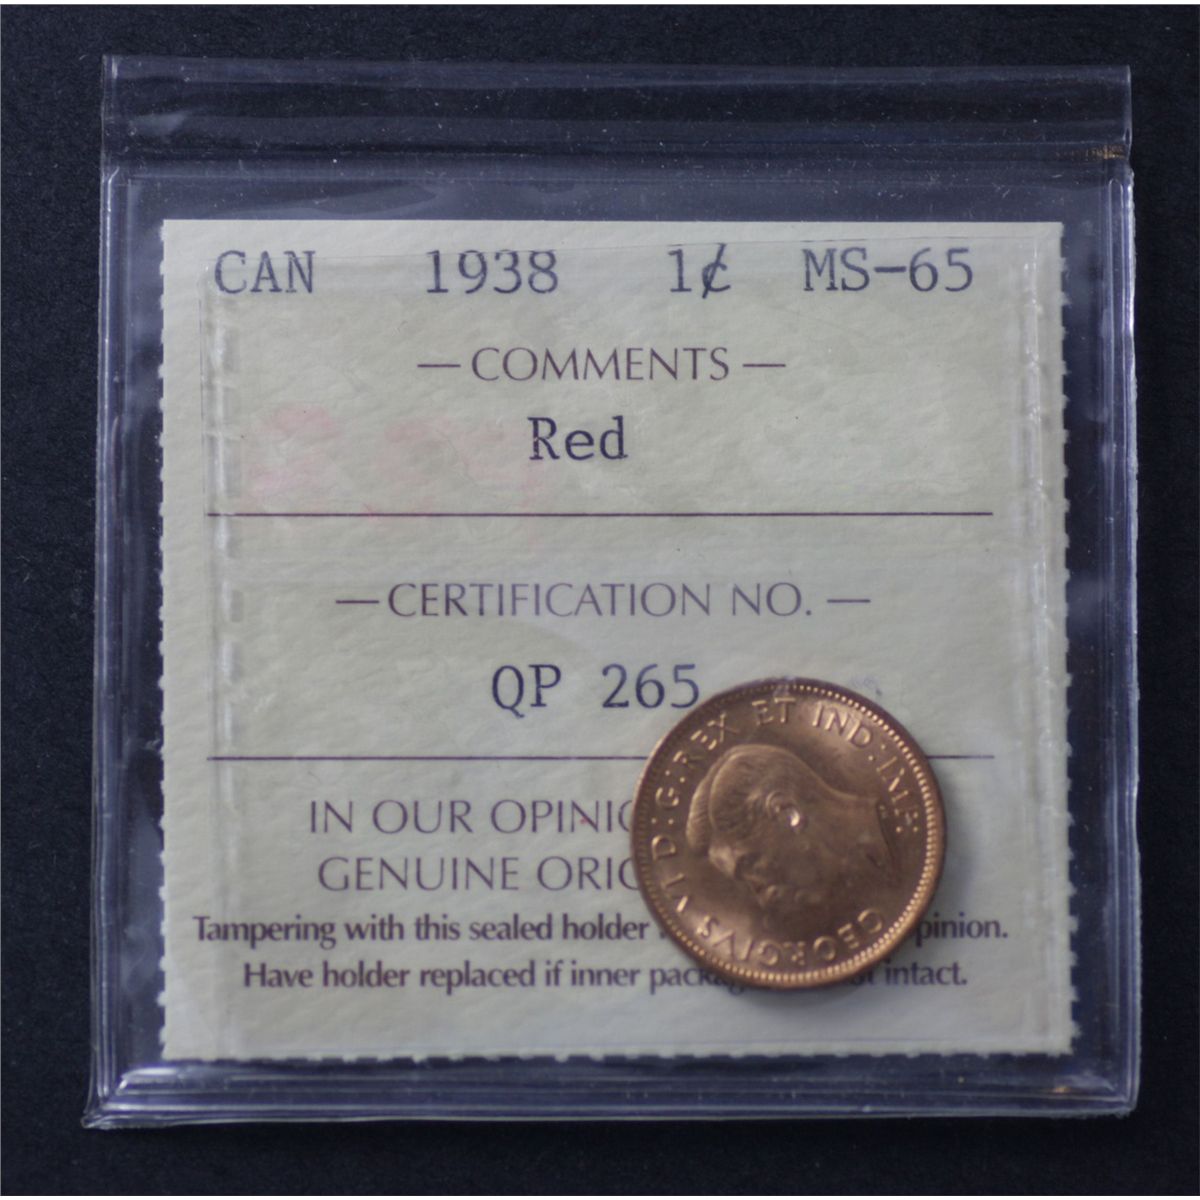 CAN 1938 1¢ MS-65
— COMMENTS —
Red
— CERTIFICATION NO. —
QP 265
IN OUR OPINIO
GENUINE ORIG
Tampering with this sealed holder pinion.
Have holder replaced if inner packag intact.
GEORGIVS VI D:G:REX ET IND:IMP: